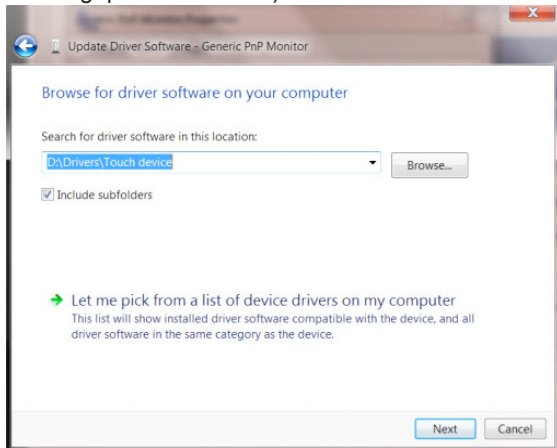 Update Driver Software - Generic PnP Monitor
Browse for driver software on your computer
Search for driver software in this location:
D:\Drivers\Touch device
Browse...
Include subfolders
Let me pick from a list of device drivers on my computer
This list will show installed driver software compatible with the device, and all
driver software in the same category as the device.
Next
Cancel